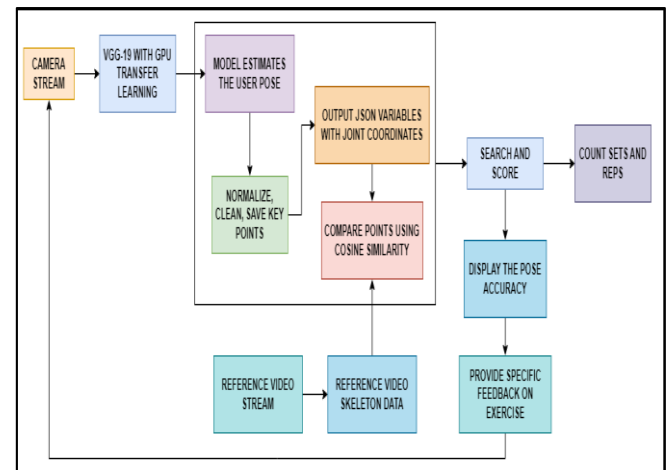 CAMERA
STREAM
VGG-19 WITH GPU
TRANSFER
LEARNING
MODEL ESTIMATES
THE USER POSE
NORMALIZE,
CLEAN, SAVE KEY
POINTS
OUTPUT JSON VARIABLES
WITH JOINT COORDINATES
COMPARE POINTS USING
COSINE SIMILARITY
SEARCH AND
SCORE
COUNT SETS AND
REPS
DISPLAY THE POSE
ACCURACY
REFERENCE VIDEO
STREAM
REFERENCE VIDEO
SKELETON DATA
PROVIDE SPECIFIC
FEEDBACK ON
EXERCISE